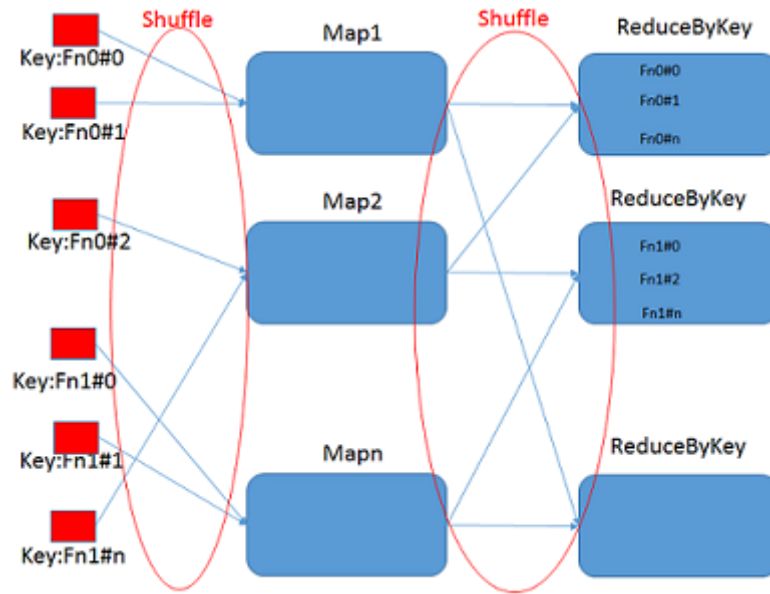 Shuffle
Shuffle
Map1
ReduceByKey
Key:Fn0#0
Fn0#0
Fn0#1
Key:Fn0#1
Fn0#n
Map2
ReduceByKey
Key:Fn0#2
Fn1#0
Fn1#2
Fn1#n
Key:Fn1#0
Mapn
ReduceByKey
Key:Fn1#1
Key:Fn1#n